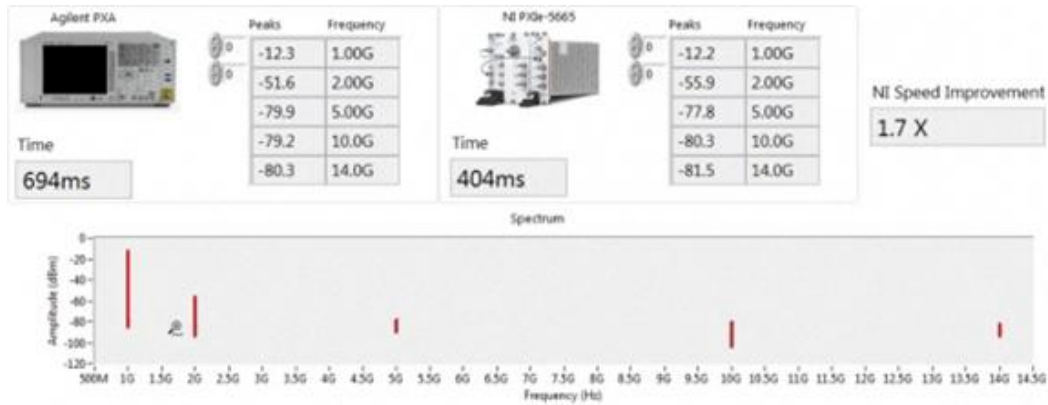 Agilent PXA
Peaks Frequency
0 -12.3 1.00G
0 -51.6 2.00G
-79.9 5.00G
-79.2 10.0G
-80.3 14.0G
Time
694ms
NI PXIe-5665
Peaks Frequency
0 -12.2 1.00G
0 -55.9 2.00G
-77.8 5.00G
-80.3 10.0G
-81.5 14.0G
Time
404ms
NI Speed Improvement
1.7 X
Spectrum
Amplitude (dBm)
0
-20
-40
-60
-80
-100
-120
500M 1G 1.5G 2G 2.5G 3G 3.5G 4G 4.5G 5G 5.5G 6G 6.5G 7G 7.5G 8G 8.5G 9G 9.5G 10G 10.5G 11G 11.5G 12G 12.5G 13G 13.5G 14G 14.5G
Frequency (Hz)